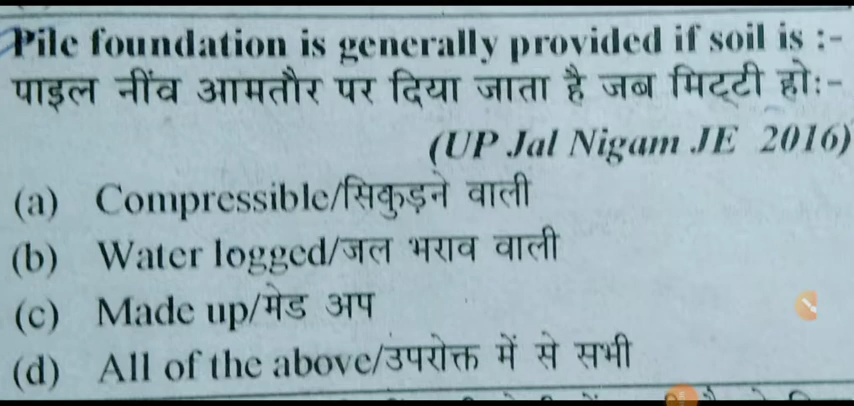 Pile foundation is generally provided if soil is :-
पाइल नींव आमतौर पर दिया जाता है जब मिट्टी हो:-
(UP Jal Nigam JE 2016)
(a) Compressible/सिकुड़ने वाली
(b) Water logged/जल भराव वाली
(c) Made up/मेड अप
(d) All of the above/उपरोक्त में से सभी